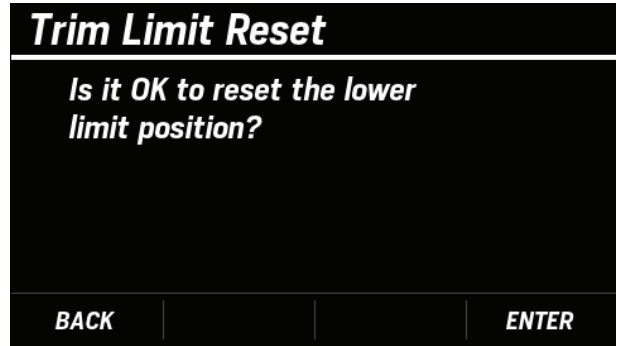 Trim Limit Reset
Is it OK to reset the lower
limit position?
BACK
ENTER